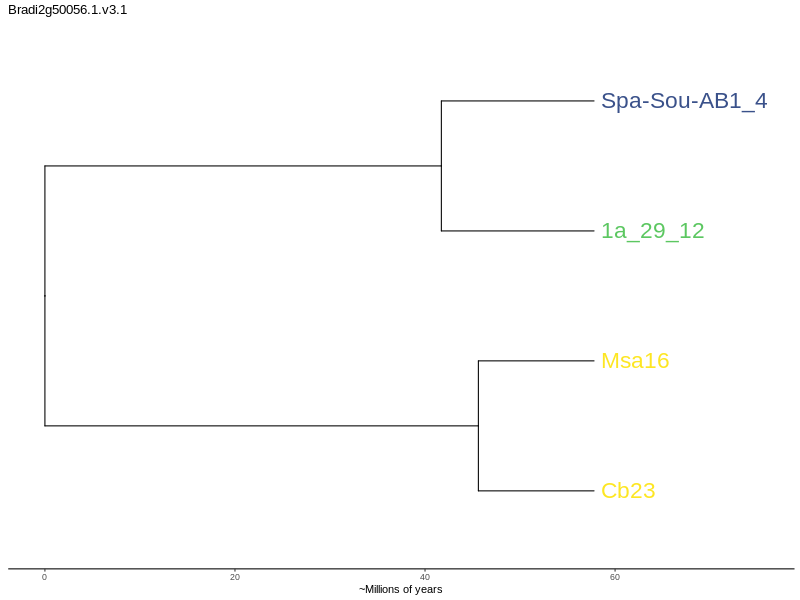 Bradi2g50056.1.v3.1
Spa-Sou-AB1_4
1a_29_12
Msa16
Cb23
0 20 40 60
~Millions of years